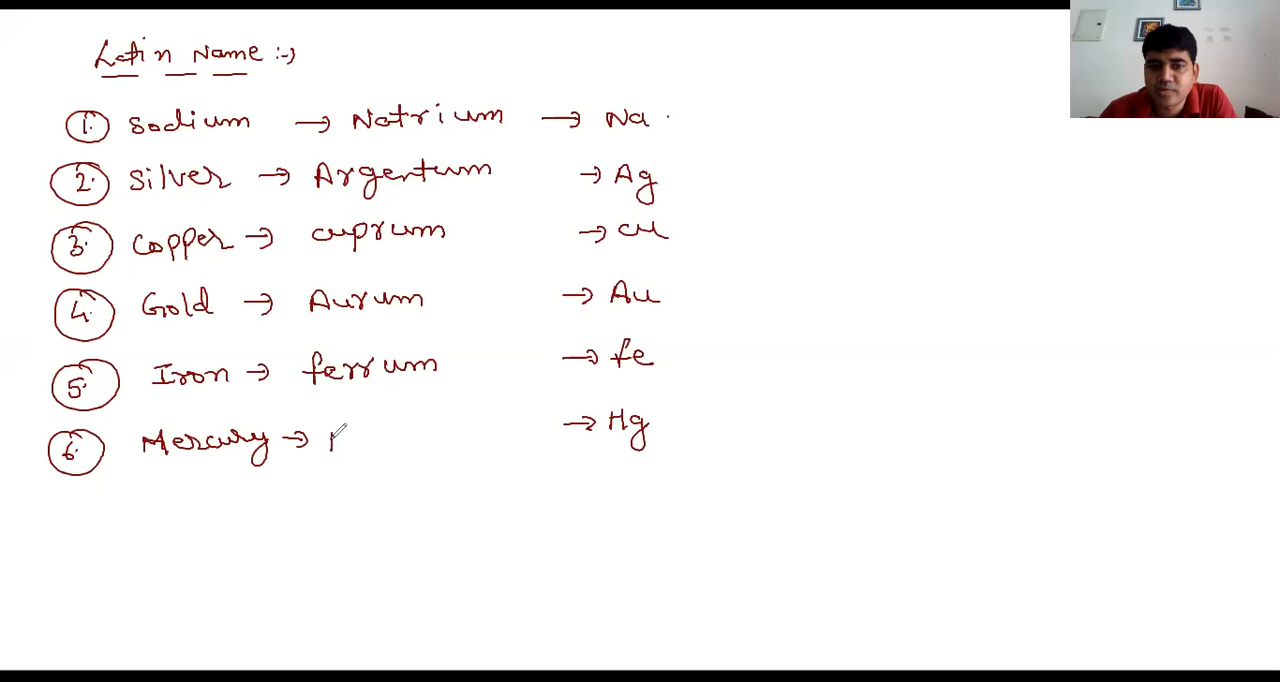 Latin Name :-)
1. Sodium → Natrium → Na.
2. Silver → Argentum → Ag
3. Copper → cuprum → cu
4. Gold → Aurum → Au
5. Iron → ferrum → fe
6. Mercury → → Hg